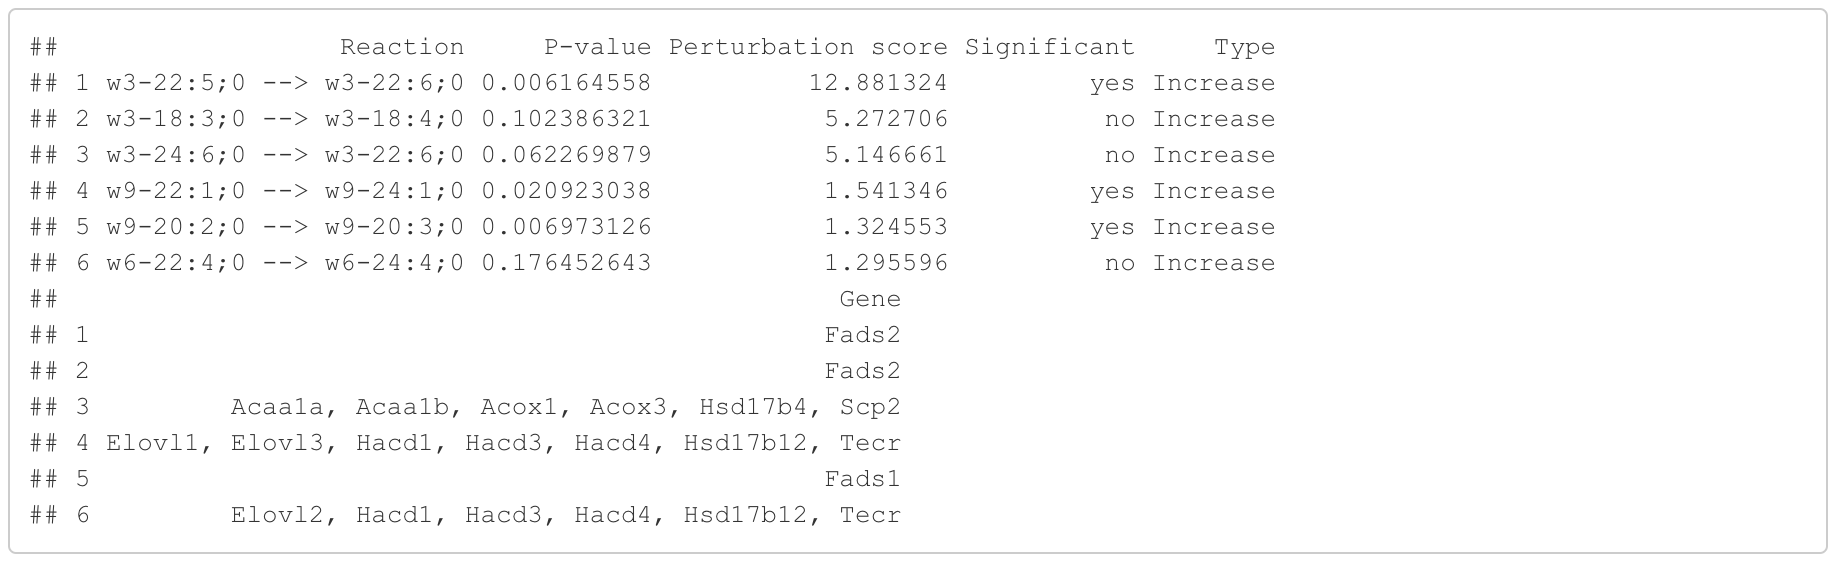 ##                  Reaction     P-value Perturbation score Significant     Type
## 1 w3-22:5;0 --> w3-22:6;0 0.006164558          12.881324         yes Increase
## 2 w3-18:3;0 --> w3-18:4;0 0.102386321           5.272706          no Increase
## 3 w3-24:6;0 --> w3-22:6;0 0.062269879           5.146661          no Increase
## 4 w9-22:1;0 --> w9-24:1;0 0.020923038           1.541346         yes Increase
## 5 w9-20:2;0 --> w9-20:3;0 0.006973126           1.324553         yes Increase
## 6 w6-22:4;0 --> w6-24:4;0 0.176452643           1.295596          no Increase
##                                                  Gene
## 1                                               Fads2
## 2                                               Fads2
## 3         Acaa1a, Acaa1b, Acox1, Acox3, Hsd17b4, Scp2
## 4 Elovl1, Elovl3, Hacd1, Hacd3, Hacd4, Hsd17b12, Tecr
## 5                                               Fads1
## 6         Elovl2, Hacd1, Hacd3, Hacd4, Hsd17b12, Tecr